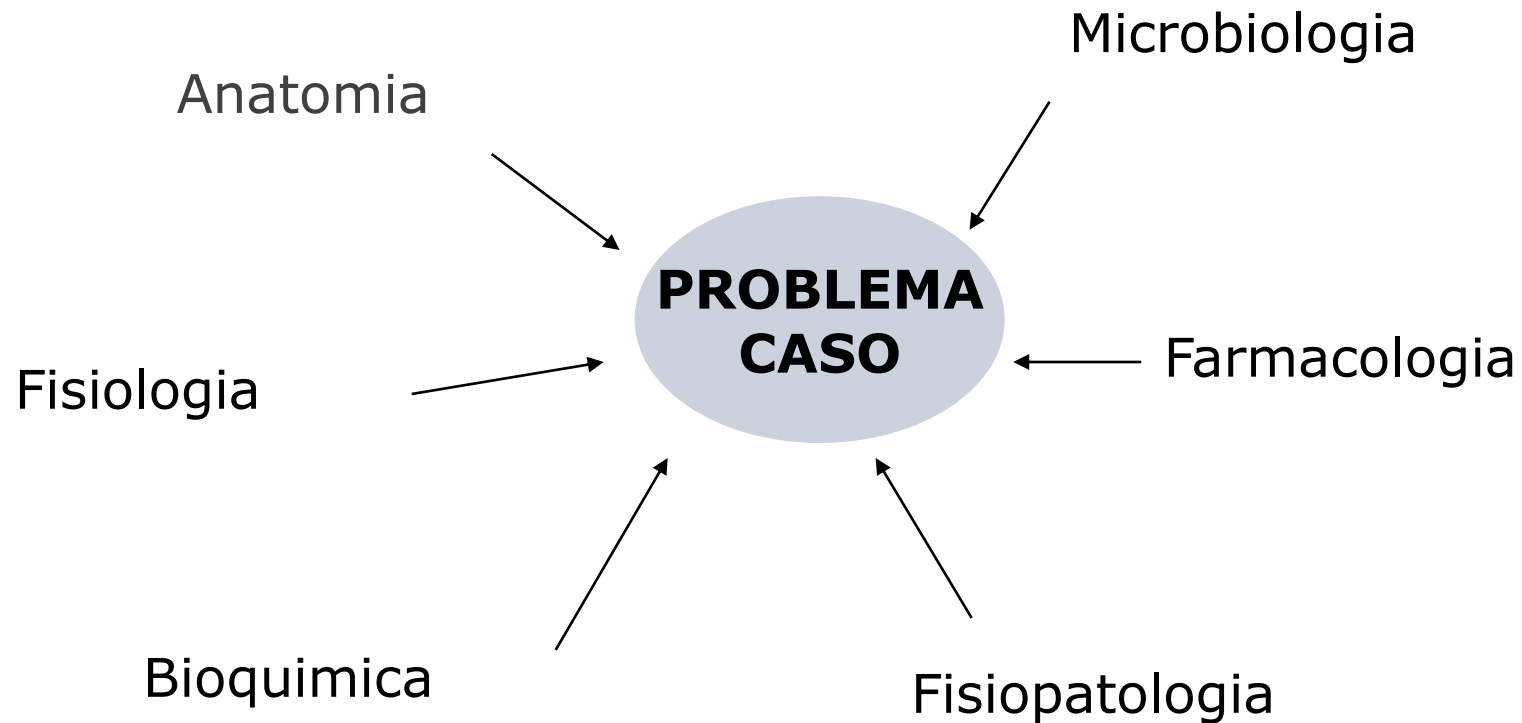 Microbiologia
Anatomia
PROBLEMA
CASO
Farmacologia
Fisiologia
Bioquimica
Fisiopatologia